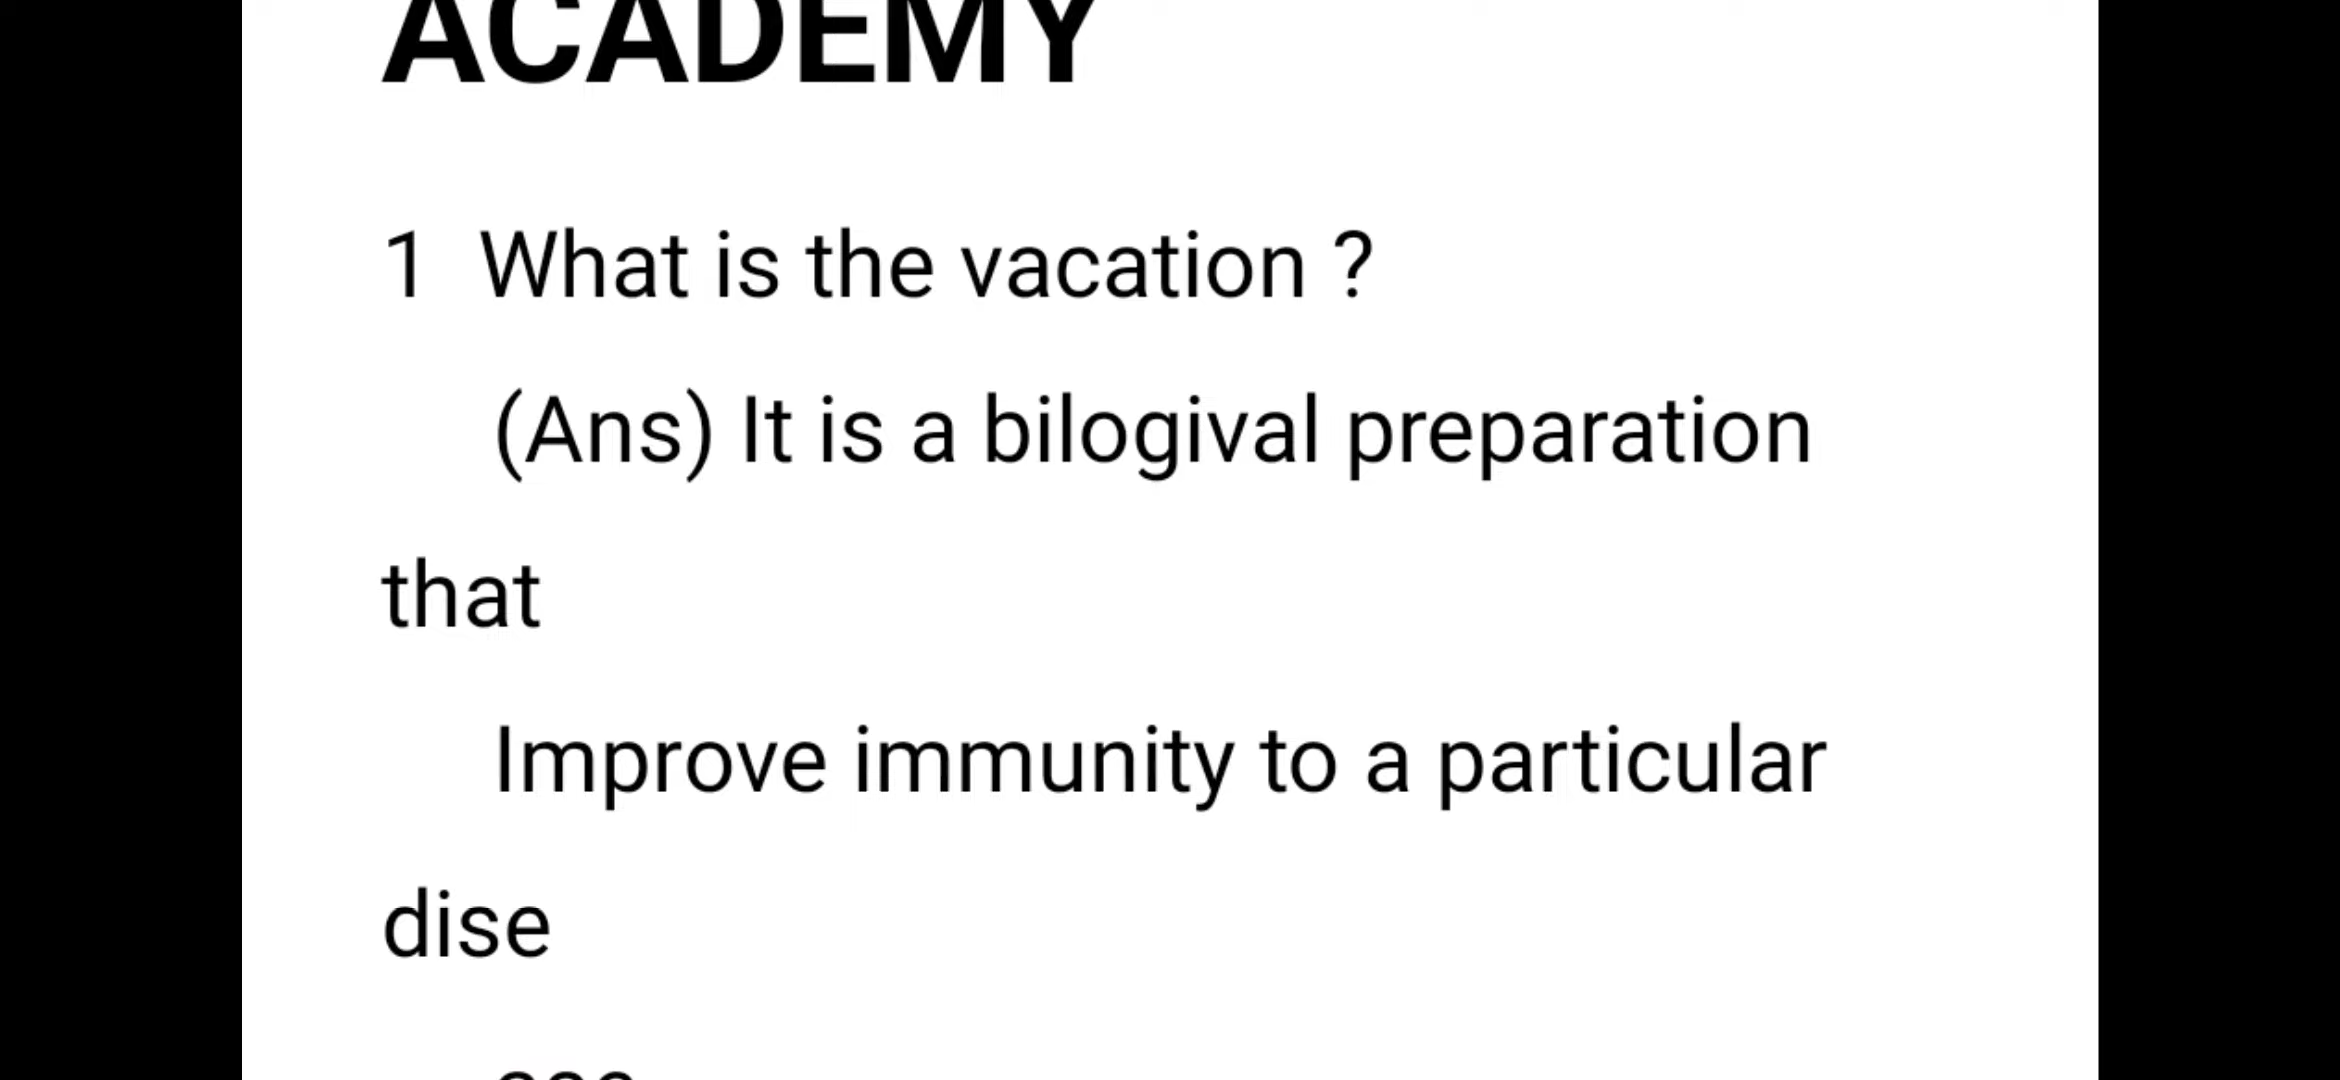 ACADEMY
1 What is the vacation ?
(Ans) It is a bilogival preparation
that
Improve immunity to a particular
dise